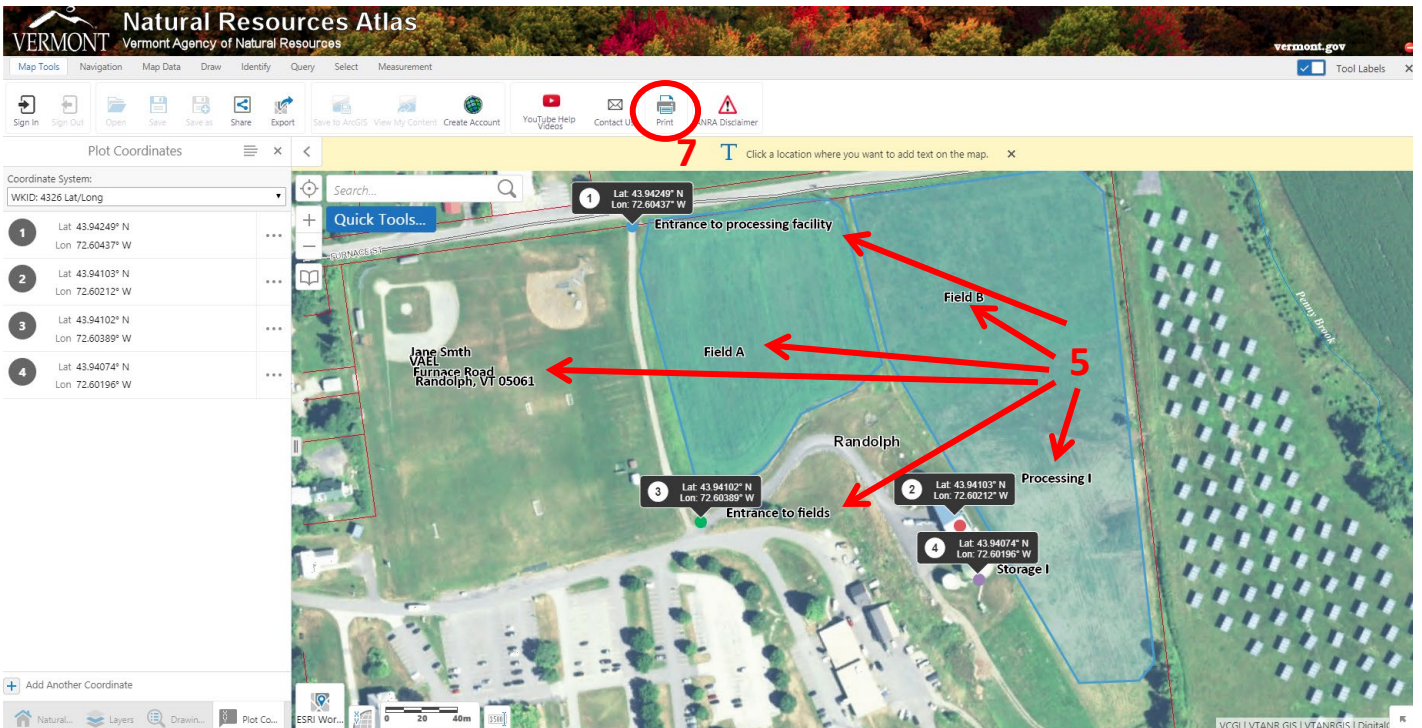 Natural Resources Atlas
VERMONT Vermont Agency of Natural Resources
vermont.gov
Map Tools Navigation Map Data Draw Identify Query Select Measurement
Tool Labels
Sign In Sign Out Open Save Save as Share Export Save to ArcGIS View My Content Create Account YouTube Help Videos Contact Us Print ANRA Disclaimer
7
Plot Coordinates
T Click a location where you want to add text on the map.
Coordinate System:
WKID: 4326 Lat/Long
1 Lat 43.94249° N
Lon 72.60437° W
2 Lat 43.94103° N
Lon 72.60212° W
3 Lat 43.94102° N
Lon 72.60389° W
4 Lat 43.94074° N
Lon 72.60196° W
Add Another Coordinate
Natural... Layers Drawin... Plot Co...
Search...
Quick Tools...
1 Lat: 43.94249° N
Lon: 72.60437° W
Entrance to processing facility
FURNACE ST
Field B
Penny Brook
Jane Smth
VAEL
Furnace Road
Randolph, VT 05061
Field A
5
Randolph
Processing I
3 Lat: 43.94102° N
Lon: 72.60389° W
2 Lat: 43.94103° N
Lon: 72.60212° W
Entrance to fields
4 Lat: 43.94074° N
Lon: 72.60196° W
Storage I
ESRI Wor...
0 20 40m
VCGI | VTANR GIS | VTANRGIS |